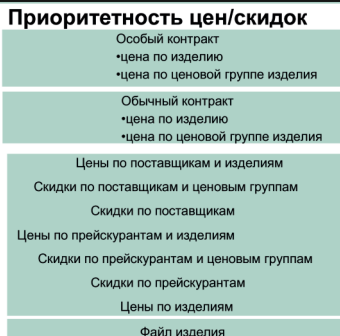 Приоритетность цен/скидок
Особый контракт
•цена по изделию
•цена по ценовой группе изделия
Обычный контракт
•цена по изделию
•цена по ценовой группе изделия
Цены по поставщикам и изделиям
Скидки по поставщикам и ценовым группам
Скидки по поставщикам
Цены по прейскурантам и изделиям
Скидки по прейскурантам и ценовым группам
Скидки по прейскурантам
Цены по изделиям
Файл изделия